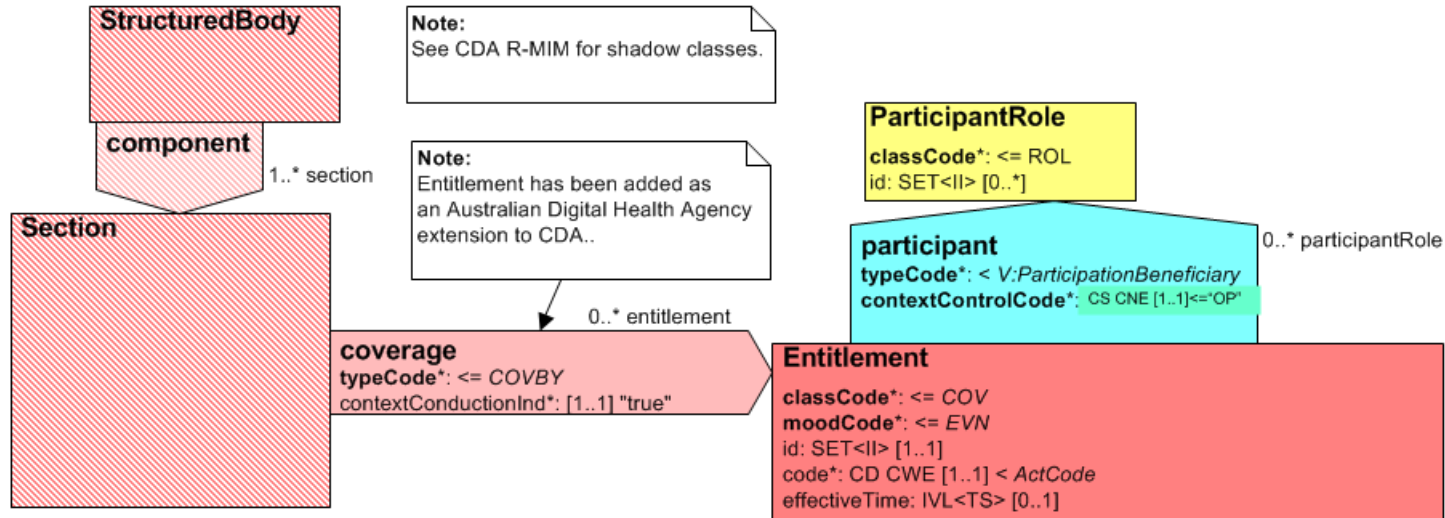 StructuredBody
Note:
See CDA R-MIM for shadow classes.
component
1..* section
Note:
Entitlement has been added as
an Australian Digital Health Agency
extension to CDA..
ParticipantRole
classCode*: <= ROL
id: SET<II> [0..*]
Section
participant
typeCode*: < V:ParticipationBeneficiary
contextControlCode*: CS CNE [1..1]<=“OP”
0..* participantRole
0..* entitlement
coverage
typeCode*: <= COVBY
contextConductionInd*: [1..1] "true"
Entitlement
classCode*: <= COV
moodCode*: <= EVN
id: SET<II> [1..1]
code*: CD CWE [1..1] < ActCode
effectiveTime: IVL<TS> [0..1]